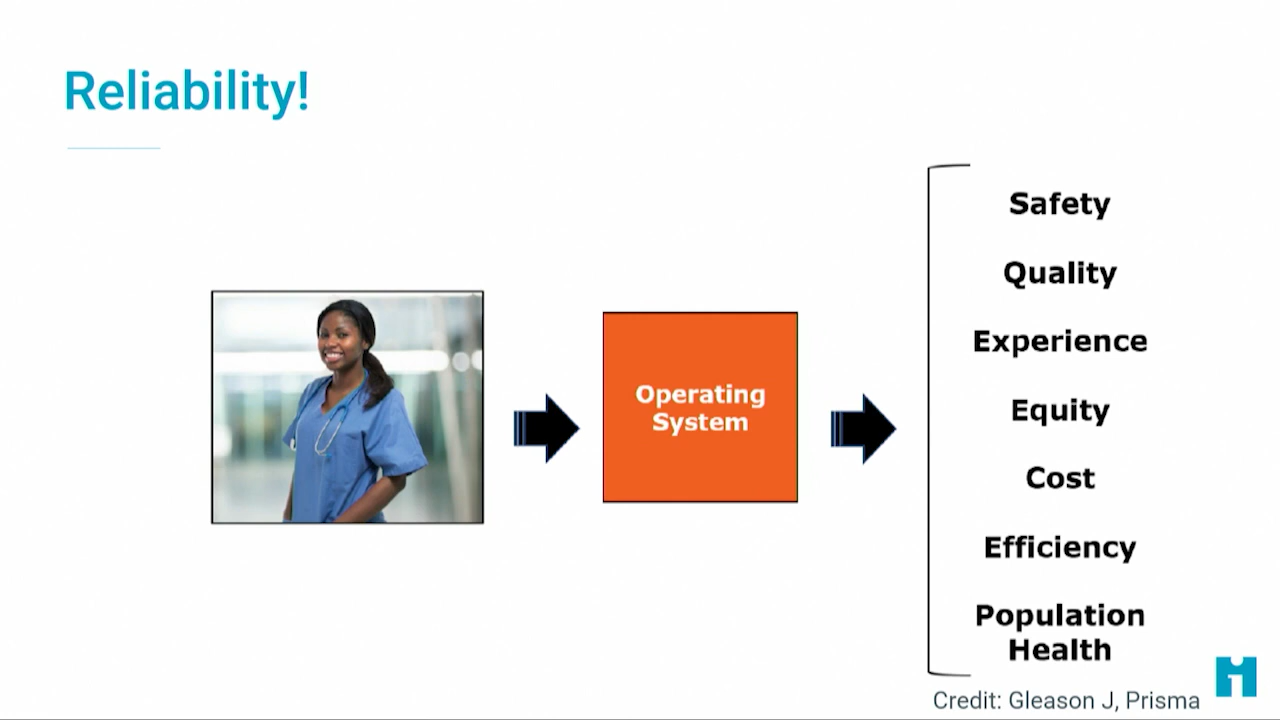 Reliability!
Operating
System
Safety
Quality
Experience
Equity
Cost
Efficiency
Population
Health
Credit: Gleason J, Prisma